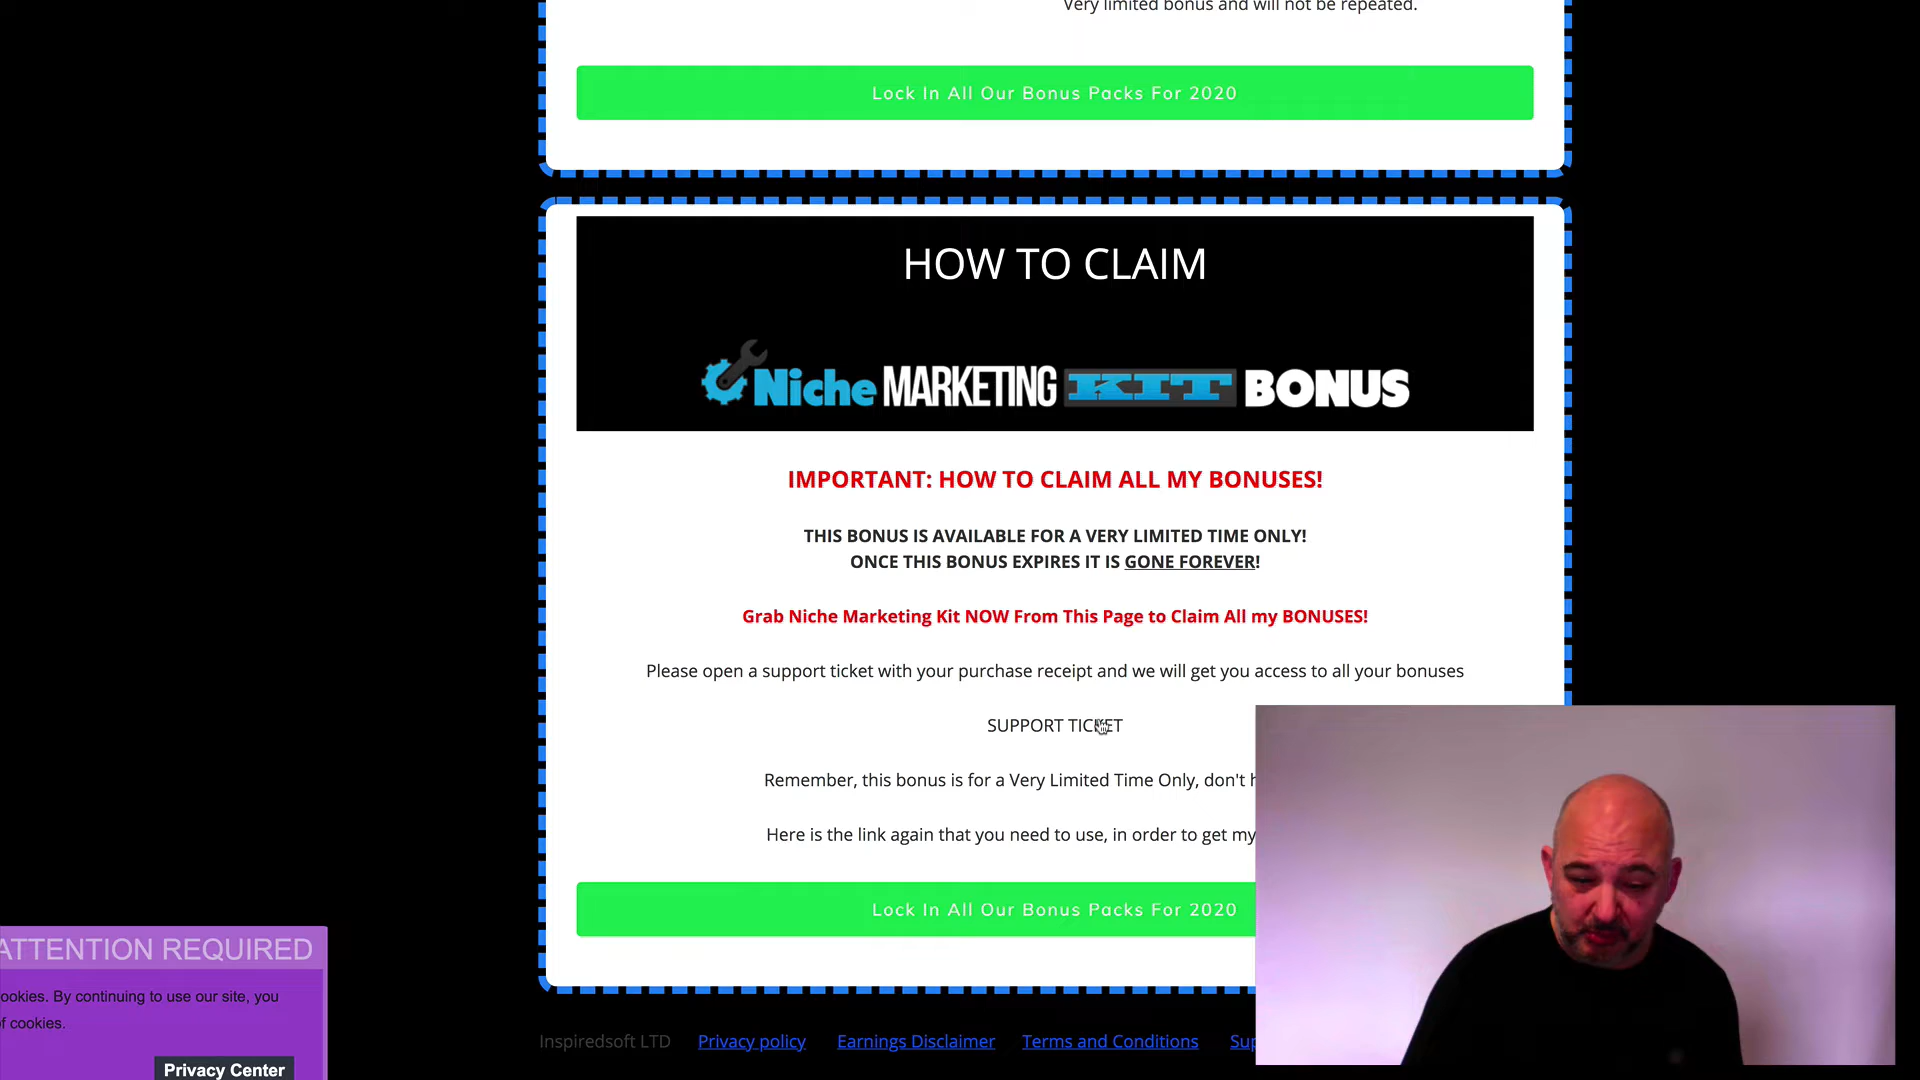 Very limited bonus and will not be repeated.
Lock In All Our Bonus Packs For 2020
HOW TO CLAIM
Niche MARKETING KIT BONUS
IMPORTANT: HOW TO CLAIM ALL MY BONUSES!
THIS BONUS IS AVAILABLE FOR A VERY LIMITED TIME ONLY!
ONCE THIS BONUS EXPIRES IT IS GONE FOREVER!
Grab Niche Marketing Kit NOW From This Page to Claim All my BONUSES!
Please open a support ticket with your purchase receipt and we will get you access to all your bonuses
SUPPORT TICKET
Remember, this bonus is for a Very Limited Time Only, don't
Here is the link again that you need to use, in order to get my
Lock In All Our Bonus Packs For 2020
ATTENTION REQUIRED
ookies. By continuing to use our site, you
of cookies.
Privacy Center
Inspiredsoft LTD Privacy policy Earnings Disclaimer Terms and Conditions